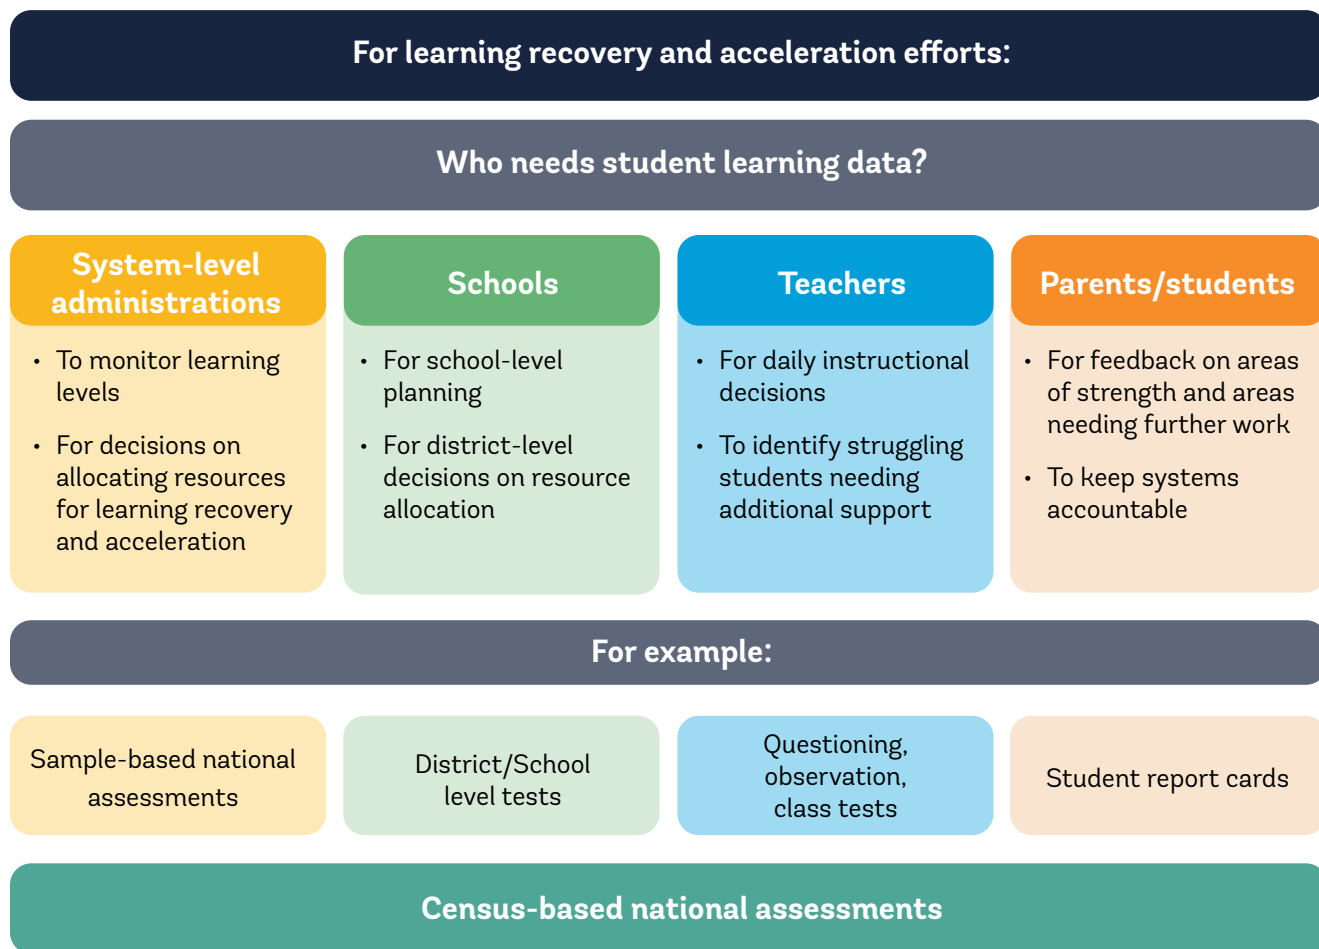 For learning recovery and acceleration efforts:
Who needs student learning data?
System-level
administrations
• To monitor learning
levels
• For decisions on
allocating resources
for learning recovery
and acceleration
Schools
• For school-level
planning
• For district-level
decisions on resource
allocation
Teachers
• For daily instructional
decisions
• To identify struggling
students needing
additional support
Parents/students
• For feedback on areas
of strength and areas
needing further work
• To keep systems
accountable
For example:
Sample-based national
assessments
District/School
level tests
Questioning,
observation,
class tests
Student report cards
Census-based national assessments